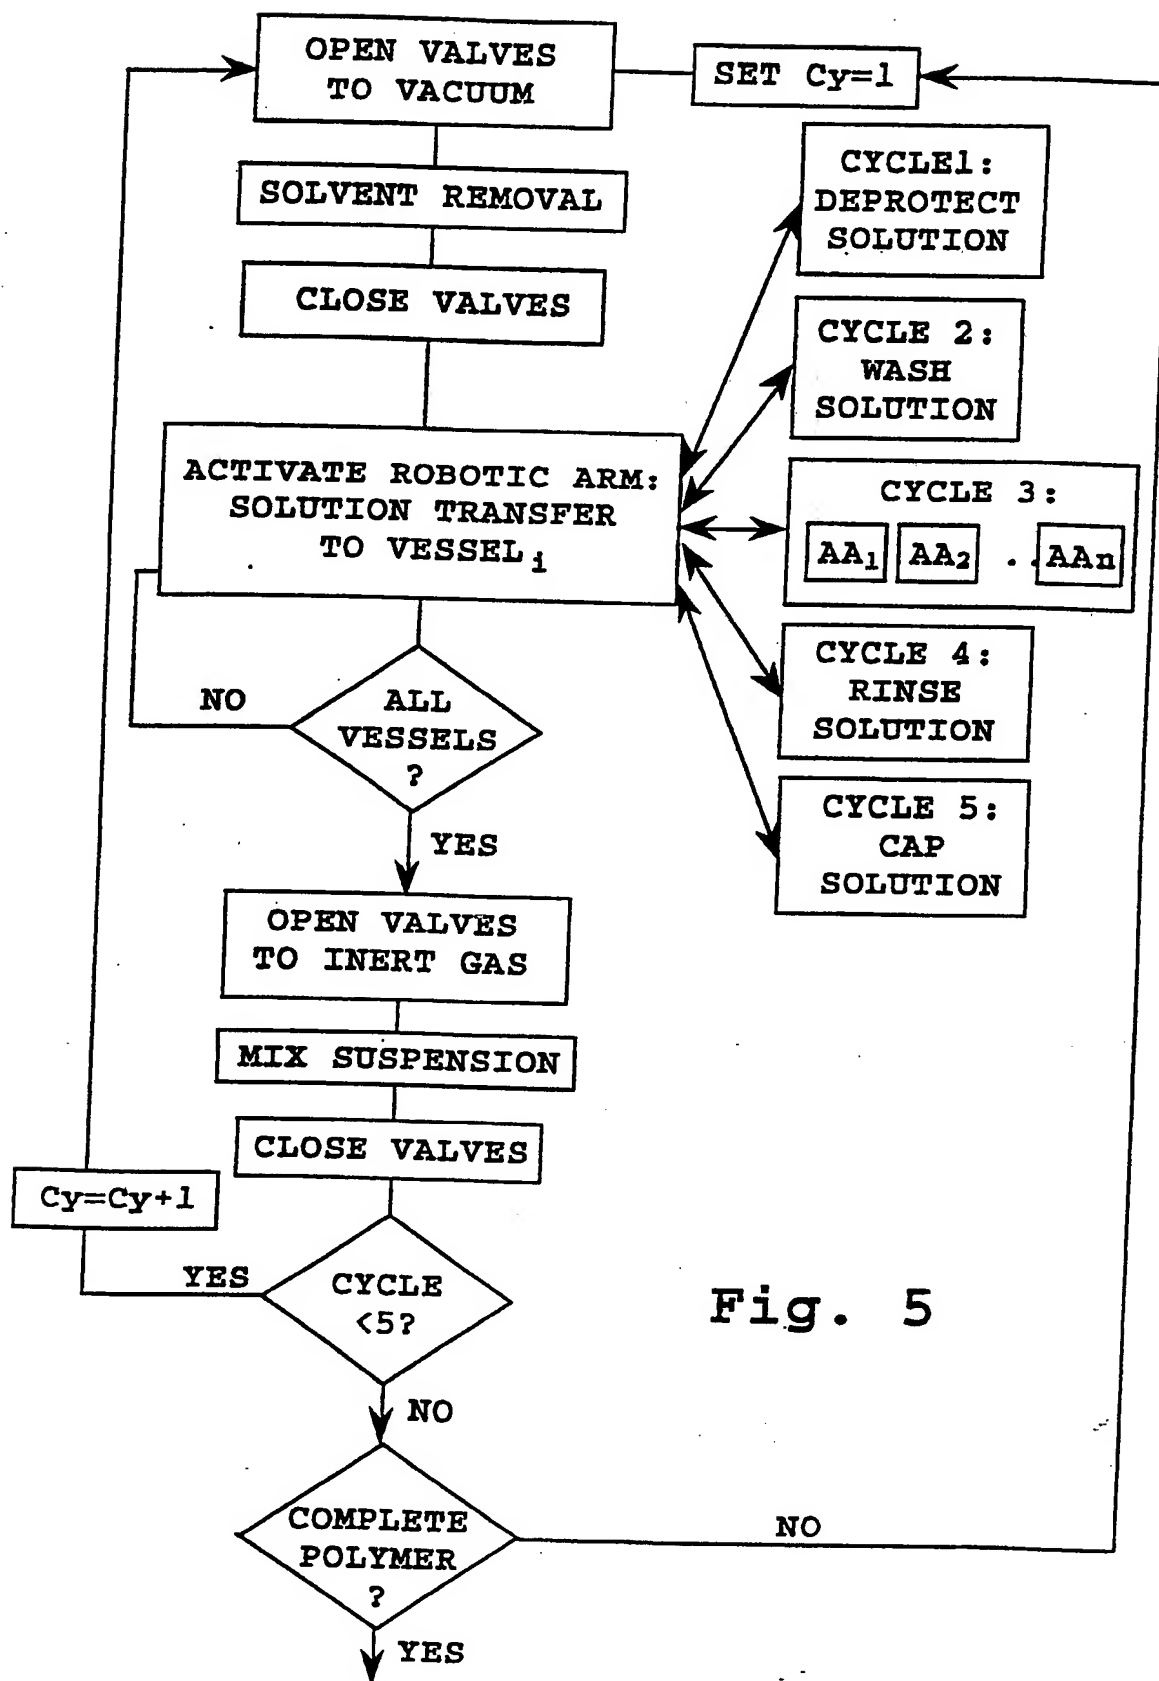 OPEN VALVES
TO VACUUM
SET Cy=1
SOLVENT REMOVAL
CLOSE VALVES
CYCLE1:
DEPROTECT
SOLUTION
CYCLE 2:
WASH
SOLUTION
ACTIVATE ROBOTIC ARM:
SOLUTION TRANSFER
TO VESSEL i
CYCLE 3:
AA1 AA2 ..AAn
CYCLE 4:
RINSE
SOLUTION
NO
ALL
VESSELS
?
YES
CYCLE 5:
CAP
SOLUTION
OPEN VALVES
TO INERT GAS
MIX SUSPENSION
CLOSE VALVES
Cy=Cy+1
YES
CYCLE
<5?
Fig. 5
NO
COMPLETE
POLYMER
?
NO
YES